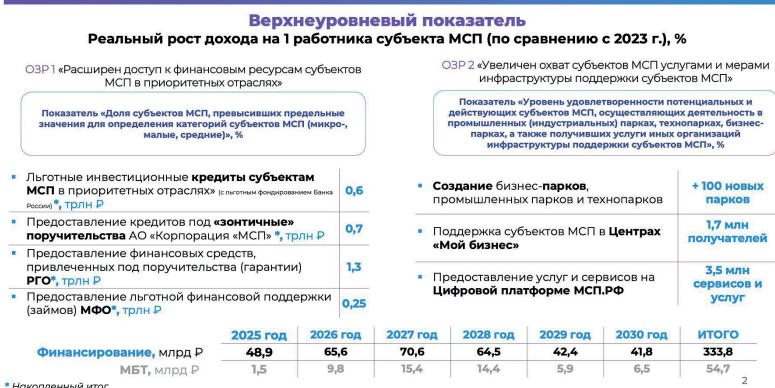 Верхнеуровневый показатель
Реальный рост дохода на 1 работника субъекта МСП (по сравнению с 2023 г.), %
ОЗР 1 «Расширен доступ к финансовым ресурсам субъектов
МСП в приоритетных отраслях»
Показатель «Доля субъектов МСП, превысивших предельные
значения для определения категорий субъектов МСП (микро-,
малые, средние)», %
▪ Льготные инвестиционные кредиты субъектам
МСП в приоритетных отраслях» (с льготным фондированием Банка
России) *, трлн ₽
0,6
▪ Предоставление кредитов под «зонтичные»
поручительства АО «Корпорация «МСП» *, трлн ₽
0,7
▪ Предоставление финансовых средств,
привлеченных под поручительства (гарантии)
РГО*, трлн ₽
1,3
▪ Предоставление льготной финансовой поддержки
(займов) МФО*, трлн ₽
0,25
ОЗР 2 «Увеличен охват субъектов МСП услугами и мерами
инфраструктуры поддержки субъектов МСП»
Показатель «Уровень удовлетворенности потенциальных и
действующих субъектов МСП, осуществляющих деятельность в
промышленных (индустриальных) парках, технопарках, бизнес-
парках, а также получивших услуги иных организаций
инфраструктуры поддержки субъектов МСП», %
▪ Создание бизнес-парков,
промышленных парков и технопарков
+ 100 новых
парков
▪ Поддержка субъектов МСП в Центрах
«Мой бизнес»
1,7 млн
получателей
▪ Предоставление услуг и сервисов на
Цифровой платформе МСП.РФ
3,5 млн
сервисов и
услуг
2025 год 2026 год 2027 год 2028 год 2029 год 2030 год ИТОГО
Финансирование, млрд ₽ 48,9 65,6 70,6 64,5 42,4 41,8 333,8
МБТ, млрд ₽ 1,5 9,8 15,4 14,4 5,9 6,5 54,7
* Накопленный итог
2